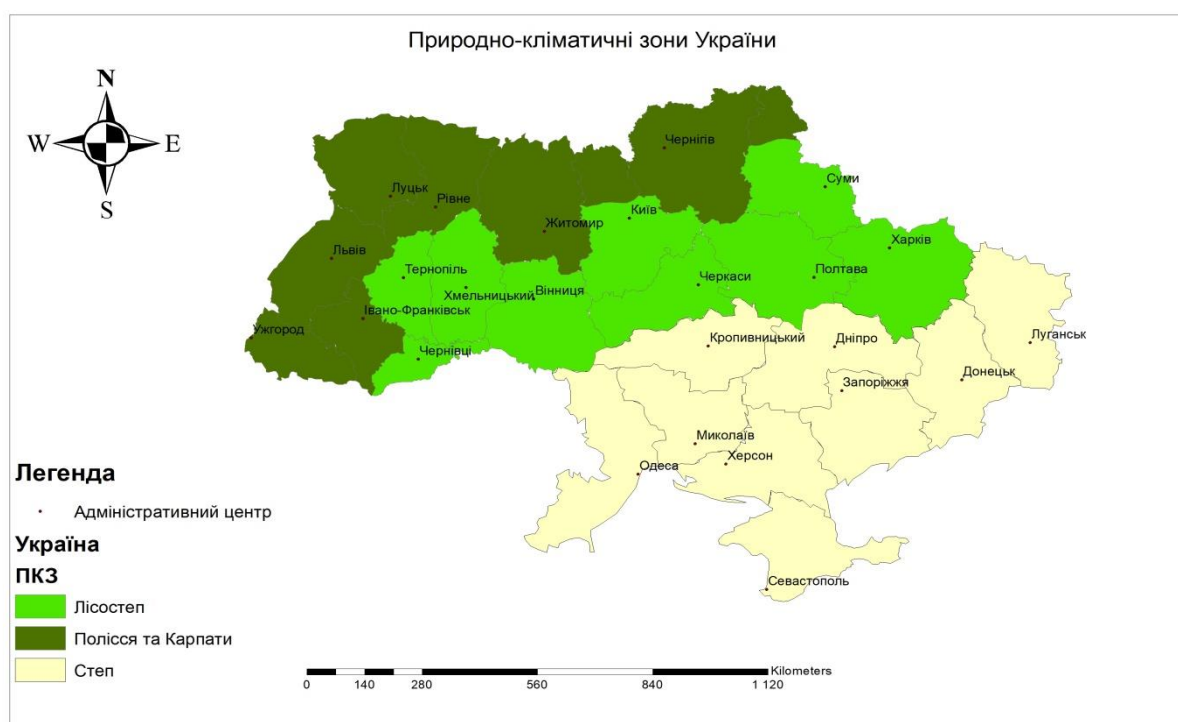 Природно-кліматичні зони України
N
W
E
S
Чернігів
Суми
Луцьк
Рівне
Київ
Житомир
Харків
Львів
Тернопіль
Черкаси
Полтава
Хмельницький
Вінниця
Івано-Франківськ
Ужгород
Чернівці
Кропивницький
Дніпро
Луганськ
Донецьк
Запоріжжя
Миколаїв
Херсон
Одеса
Севастополь
Легенда
Адміністративний центр
Україна
ПКЗ
Лісостеп
Полісся та Карпати
Степ
Kilometers
0 140 280 560 840 1 120